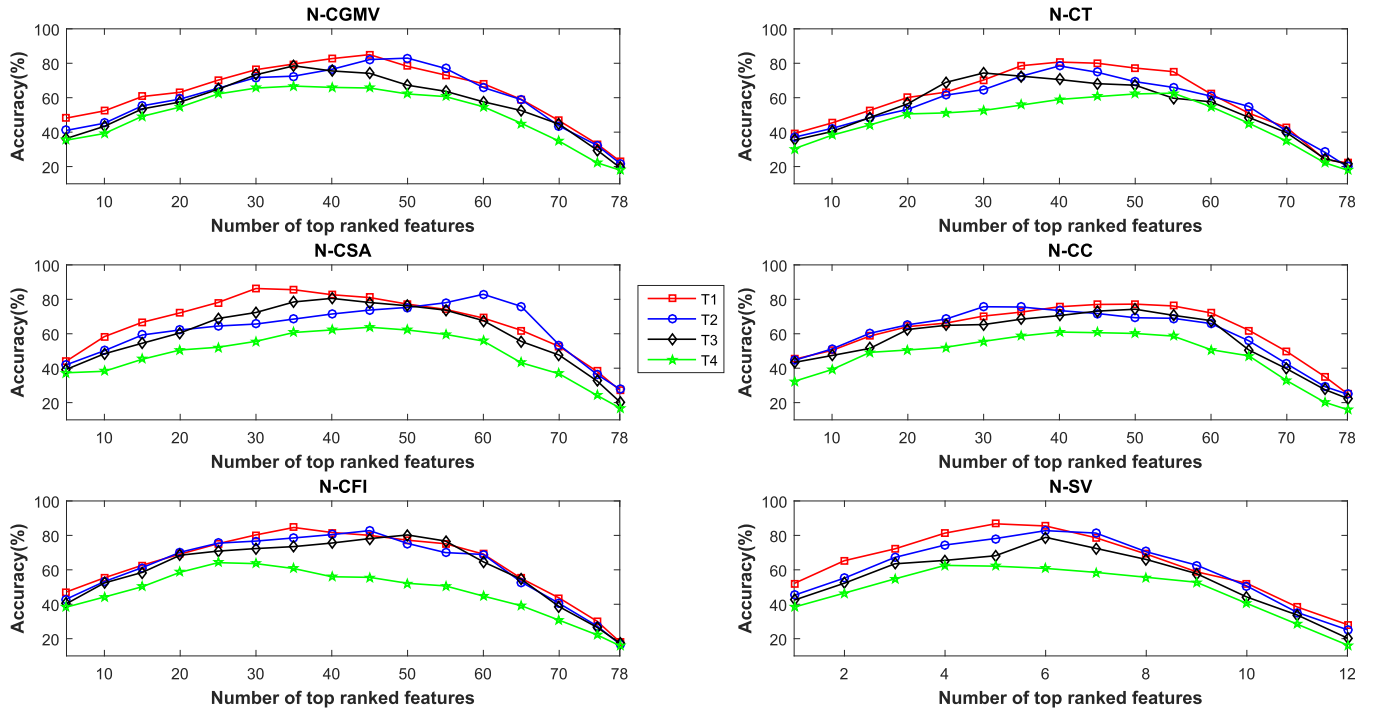 N-CGMV
Accuracy(%)
100
80
60
40
20
10 20 30 40 50 60 70 78
Number of top ranked features
N-CT
Accuracy(%)
100
80
60
40
20
10 20 30 40 50 60 70 78
Number of top ranked features
N-CSA
Accuracy(%)
100
80
60
40
20
10 20 30 40 50 60 70 78
Number of top ranked features
T1
T2
T3
T4
N-CC
Accuracy(%)
100
80
60
40
20
10 20 30 40 50 60 70 78
Number of top ranked features
N-CFI
Accuracy(%)
100
80
60
40
20
10 20 30 40 50 60 70 78
Number of top ranked features
N-SV
Accuracy(%)
100
80
60
40
20
2 4 6 8 10 12
Number of top ranked features